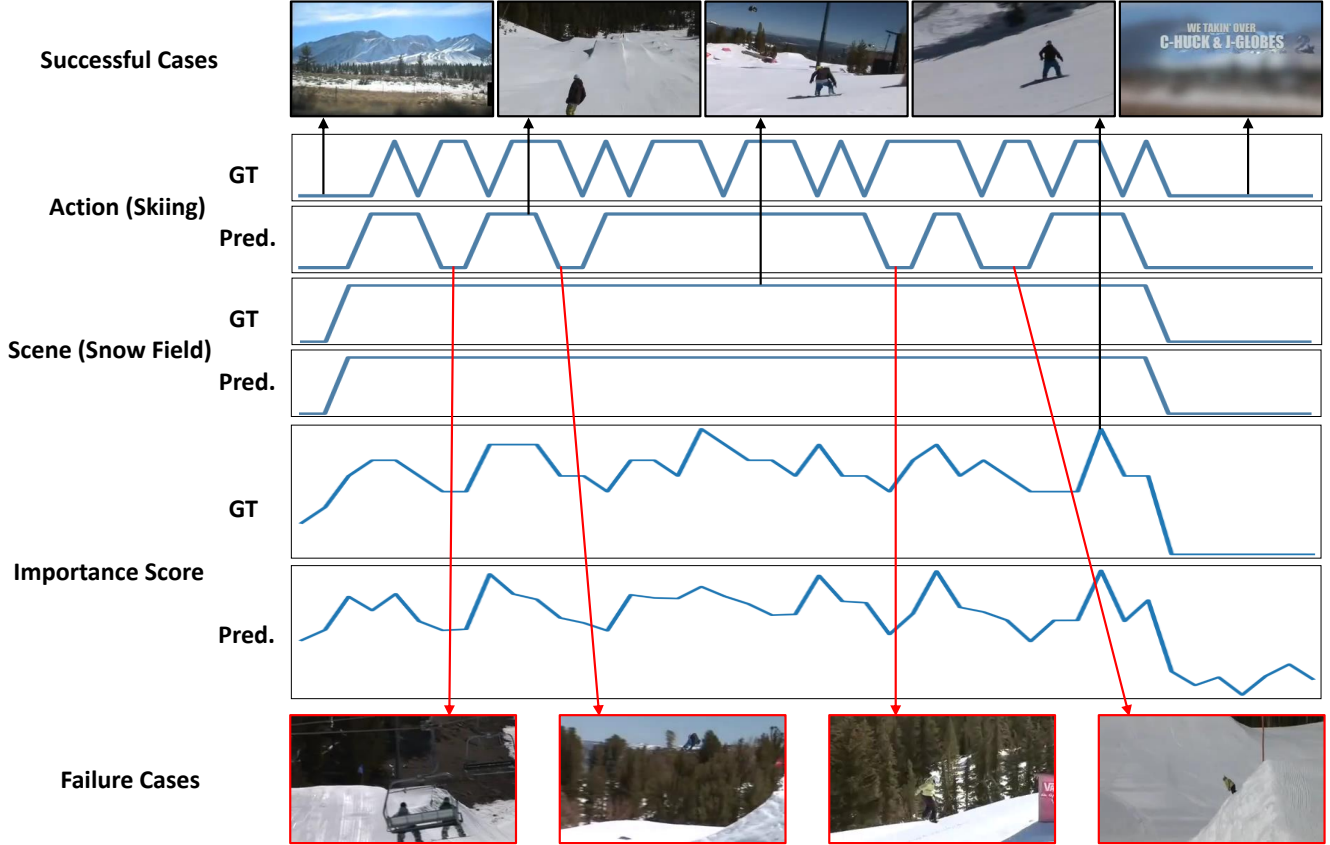 Successful Cases
WE TAKIN' OVER
C-HUCK & J-GLOBES
Action (Skiing)
GT
Pred.
Scene (Snow Field)
GT
Pred.
Importance Score
GT
Pred.
Failure Cases